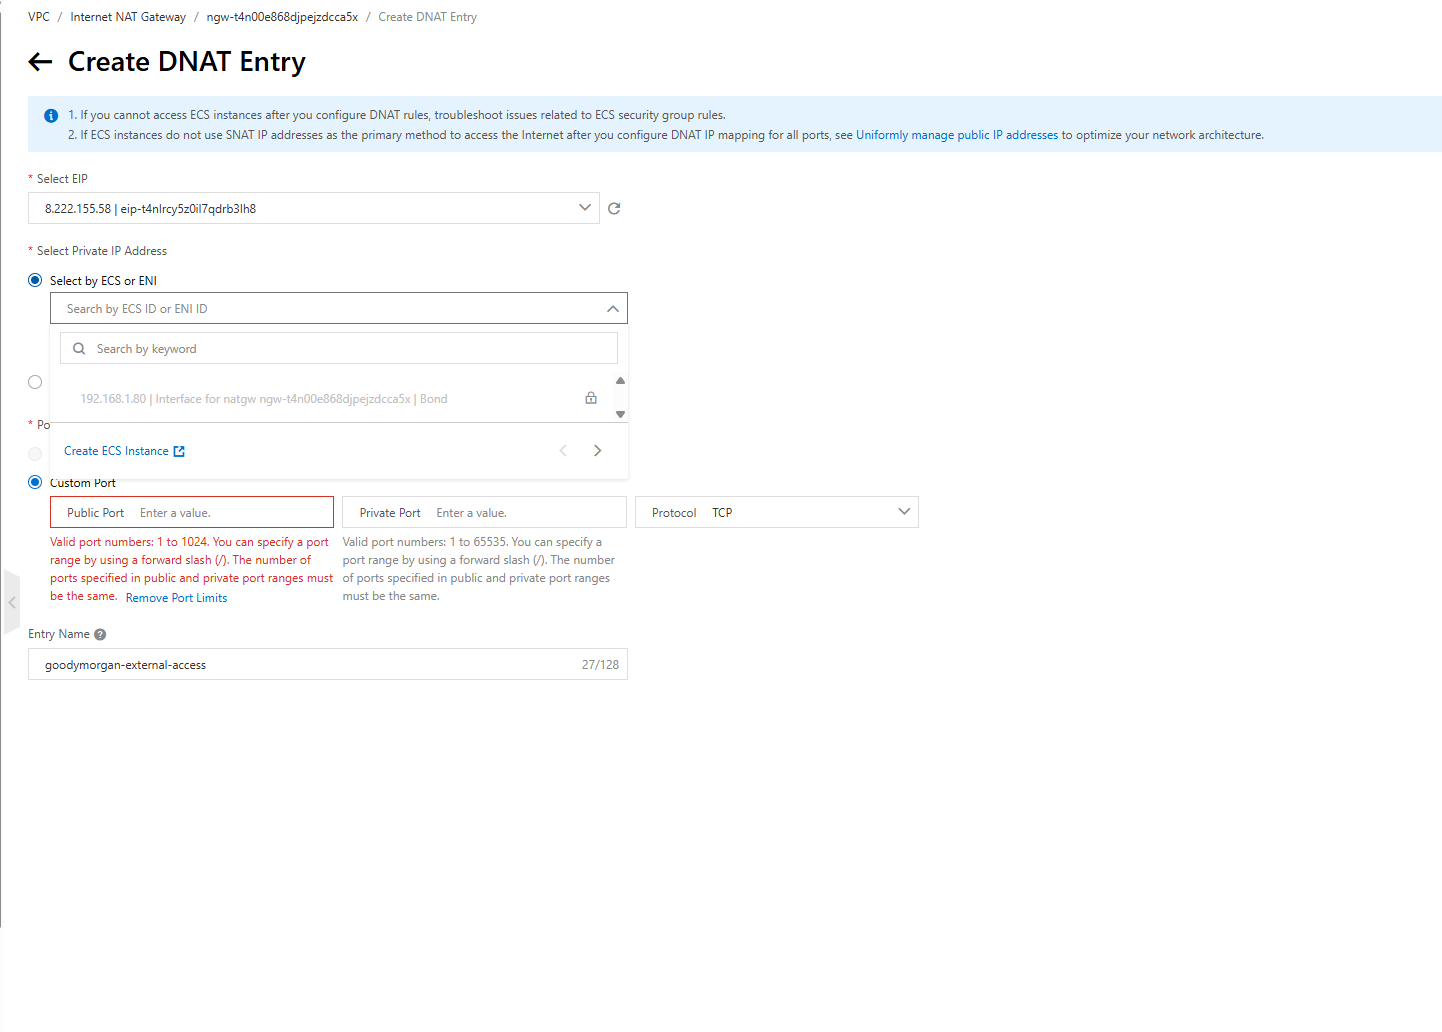 VPC / Internet NAT Gateway / ngw-t4n00e868djpejzdcca5x / Create DNAT Entry
Create DNAT Entry
1. If you cannot access ECS instances after you configure DNAT rules, troubleshoot issues related to ECS security group rules.
2. If ECS instances do not use SNAT IP addresses as the primary method to access the Internet after you configure DNAT IP mapping for all ports, see Uniformly manage public IP addresses to optimize your network architecture.
* Select EIP
8.222.155.58 | eip-t4nlrcy5z0il7qdrb3lh8
* Select Private IP Address
Select by ECS or ENI
Search by ECS ID or ENI ID
Search by keyword
192.168.1.80 | Interface for natgw ngw-t4n00e868djpejzdcca5x | Bond
* Po
Create ECS Instance
Custom Port
Public Port Enter a value.
Private Port Enter a value.
Protocol TCP
Valid port numbers: 1 to 1024. You can specify a port
range by using a forward slash (/). The number of
ports specified in public and private port ranges must
be the same. Remove Port Limits
Valid port numbers: 1 to 65535. You can specify a
port range by using a forward slash (/). The number
of ports specified in public and private port ranges
must be the same.
Entry Name ?
goodymorgan-external-access 27/128